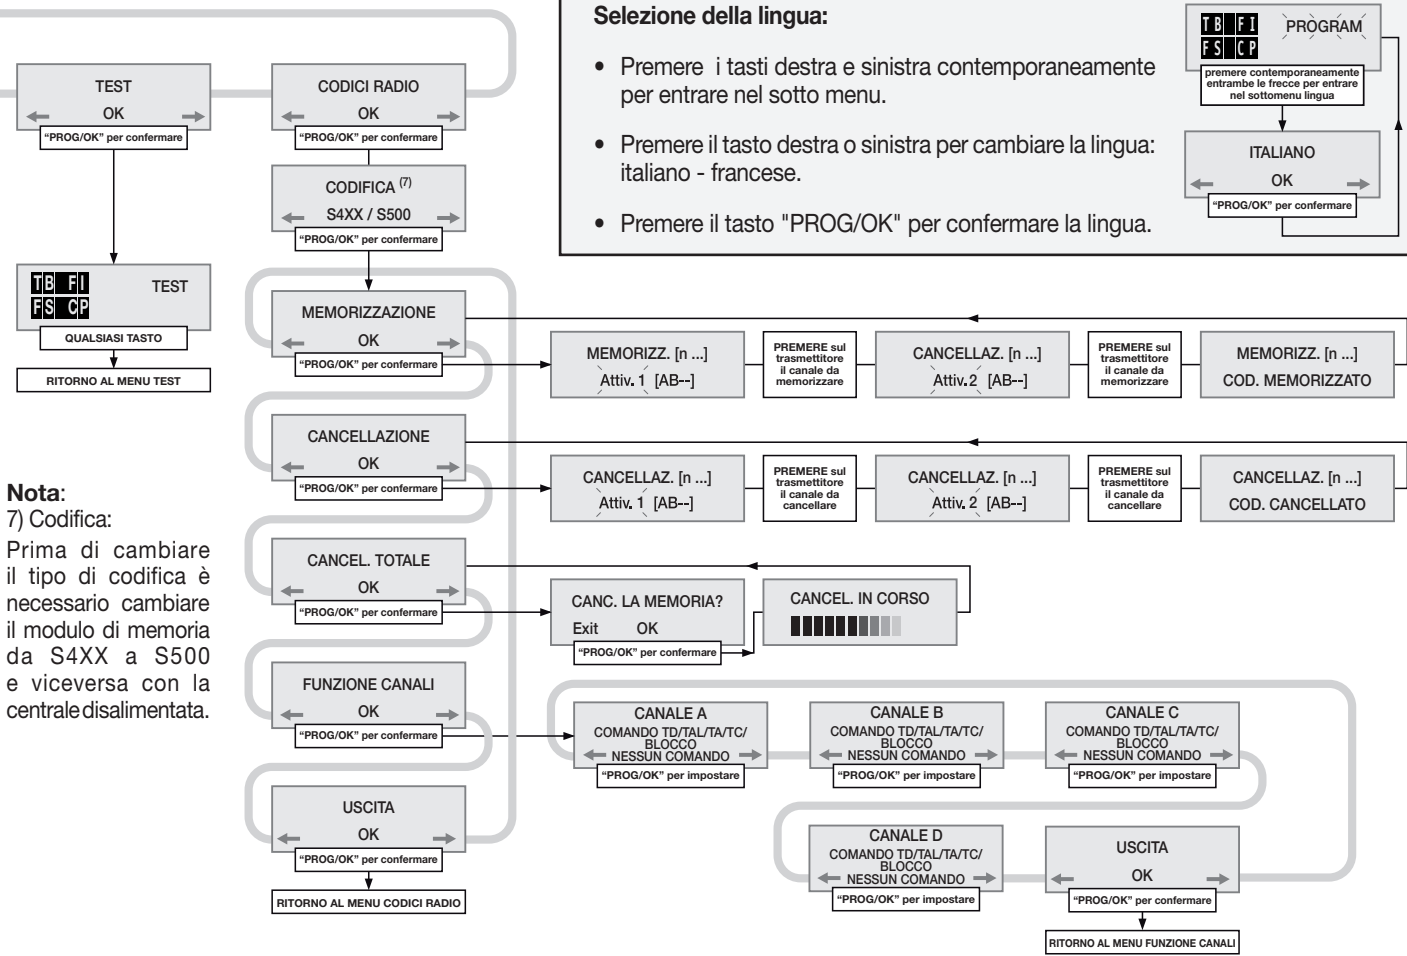 Selezione della lingua:
• Premere i tasti destra e sinistra contemporaneamente
per entrare nel sotto menu.
• Premere il tasto destra o sinistra per cambiare la lingua:
italiano - francese.
• Premere il tasto "PROG/OK" per confermare la lingua.
TB FI
FS CP
PROGRAM
premere contemporaneamente
entrambe le frecce per entrare
nel sottomenu lingua
ITALIANO
OK
“PROG/OK” per confermare
TEST
OK
“PROG/OK” per confermare
TB FI
FS CP
TEST
QUALSIASI TASTO
RITORNO AL MENU TEST
CODICI RADIO
OK
“PROG/OK” per confermare
CODIFICA (7)
S4XX / S500
“PROG/OK” per confermare
MEMORIZZAZIONE
OK
“PROG/OK” per confermare
MEMORIZZ. [n ...]
Attiv. 1 [AB--]
PREMERE sul
trasmettitore
il canale da
memorizzare
CANCELLAZ. [n ...]
Attiv.2 [AB--]
PREMERE sul
trasmettitore
il canale da
memorizzare
MEMORIZZ. [n ...]
COD. MEMORIZZATO
CANCELLAZIONE
OK
“PROG/OK” per confermare
CANCELLAZ. [n ...]
Attiv. 1 [AB--]
PREMERE sul
trasmettitore
il canale da
cancellare
CANCELLAZ. [n ...]
Attiv. 2 [AB--]
PREMERE sul
trasmettitore
il canale da
cancellare
CANCELLAZ. [n ...]
COD. CANCELLATO
Nota:
7) Codifica:
Prima di cambiare
il tipo di codifica è
necessario cambiare
il modulo di memoria
da S4XX a S500
e viceversa con la
centrale disalimentata.
CANCEL. TOTALE
OK
“PROG/OK” per confermare
CANC. LA MEMORIA?
Exit OK
“PROG/OK” per confermare
CANCEL. IN CORSO
FUNZIONE CANALI
OK
“PROG/OK” per confermare
CANALE A
COMANDO TD/TAL/TA/TC/
BLOCCO
NESSUN COMANDO
“PROG/OK” per impostare
CANALE B
COMANDO TD/TAL/TA/TC/
BLOCCO
NESSUN COMANDO
“PROG/OK” per impostare
CANALE C
COMANDO TD/TAL/TA/TC/
BLOCCO
NESSUN COMANDO
“PROG/OK” per impostare
USCITA
OK
“PROG/OK” per confermare
RITORNO AL MENU CODICI RADIO
CANALE D
COMANDO TD/TAL/TA/TC/
BLOCCO
NESSUN COMANDO
“PROG/OK” per impostare
USCITA
OK
“PROG/OK” per confermare
RITORNO AL MENU FUNZIONE CANALI